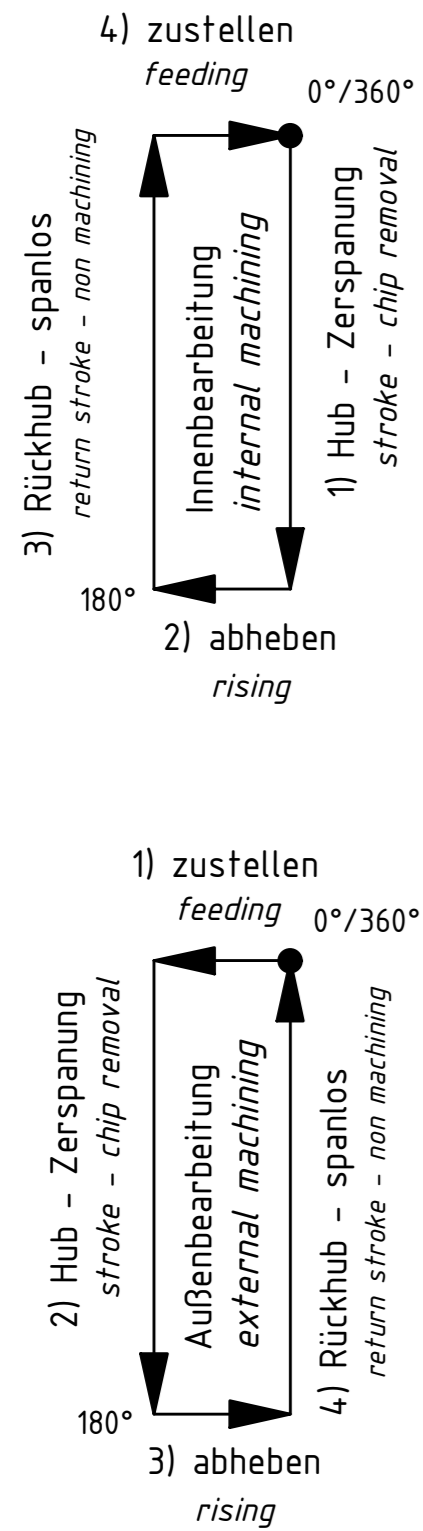 4) zustellen
feeding
0°/360°
3) Rückhub - spanlos
return stroke - non machining
Innenbearbeitung
internal machining
1) Hub - Zerspanung
stroke - chip removal
180°
2) abheben
rising
1) zustellen
feeding
0°/360°
2) Hub - Zerspanung
stroke - chip removal
Außenbearbeitung
external machining
4) Rückhub - spanlos
return stroke - non machining
180°
3) abheben
rising